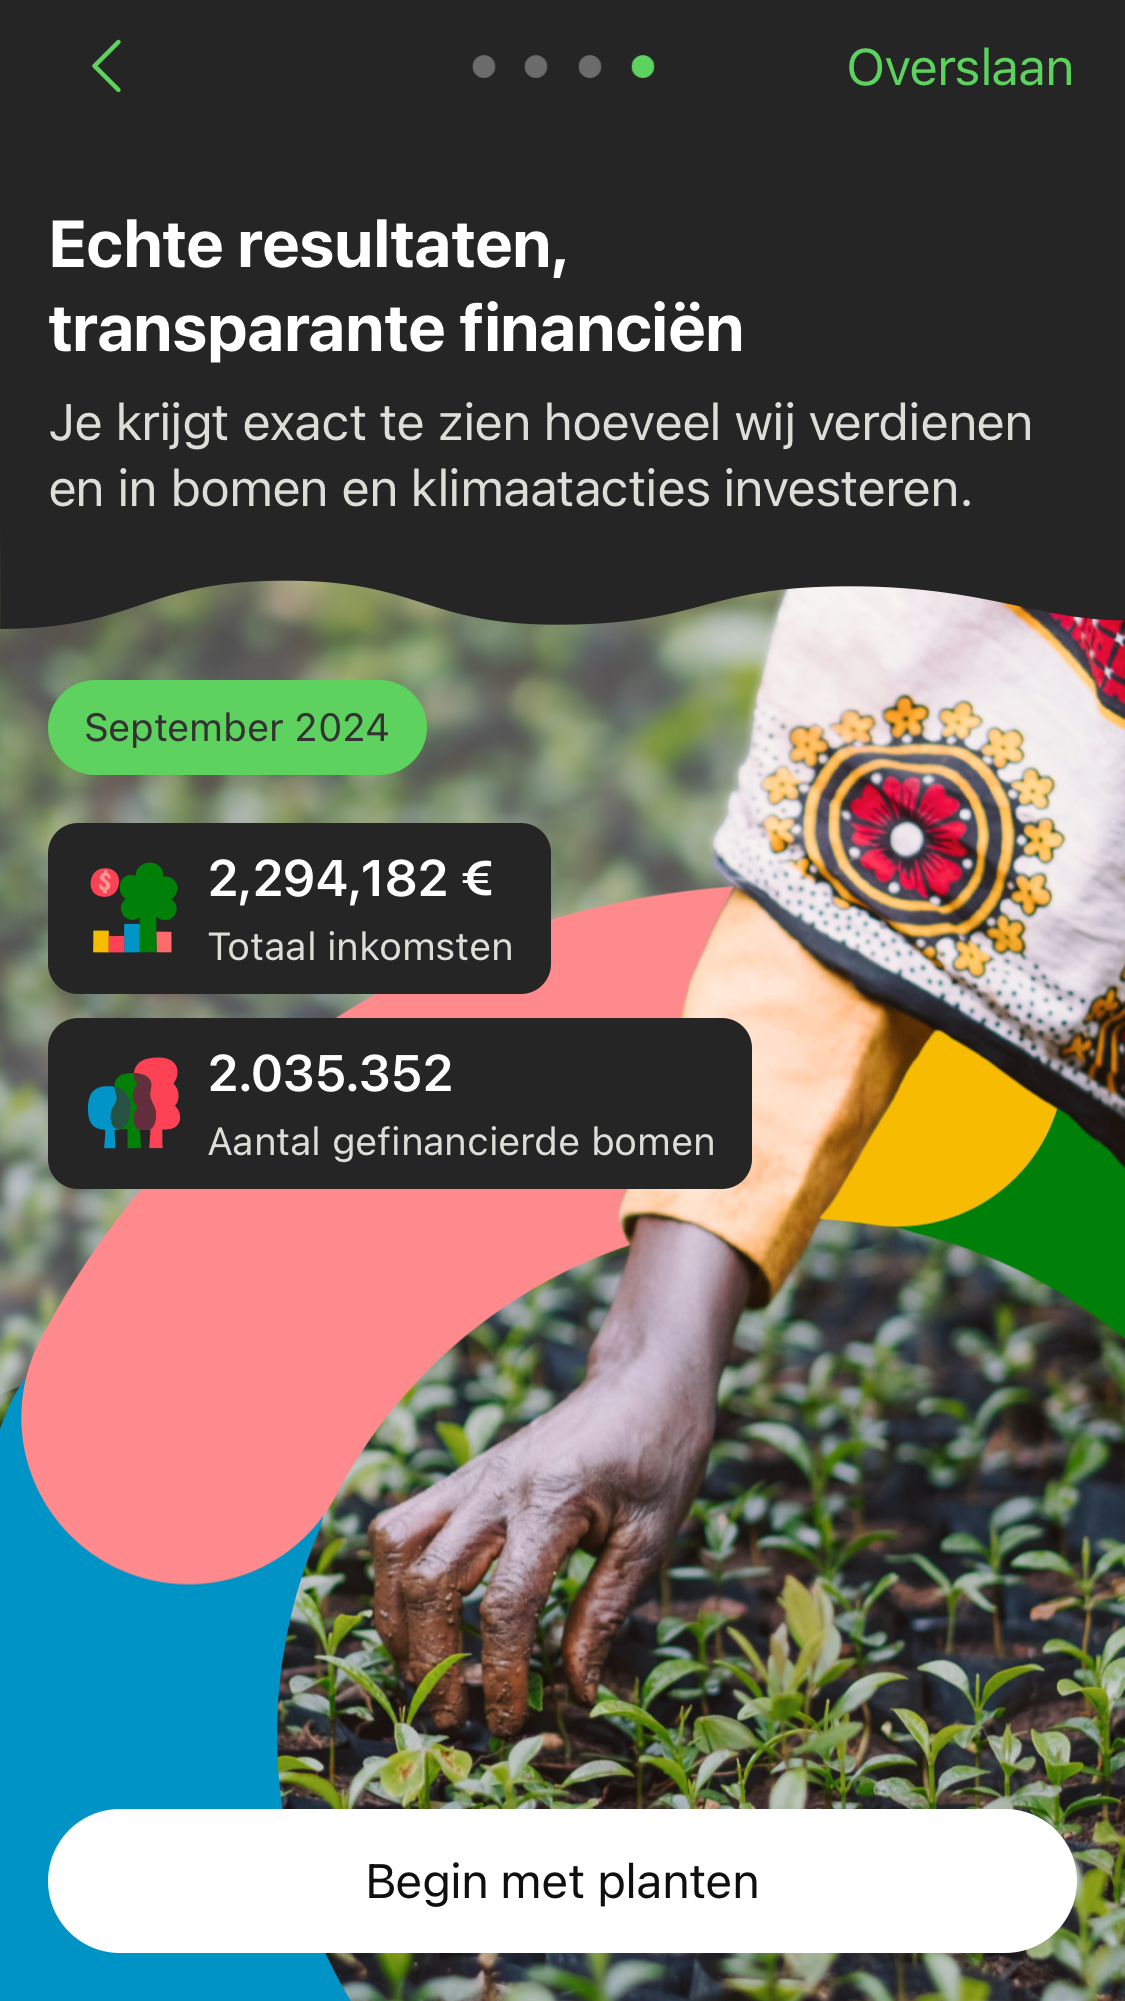 Overslaan
Echte resultaten,
transparante financiën
Je krijgt exact te zien hoeveel wij verdienen
en in bomen en klimaatacties investeren.
September 2024
2,294,182 €
Totaal inkomsten
2.035.352
Aantal gefinancierde bomen
Begin met planten